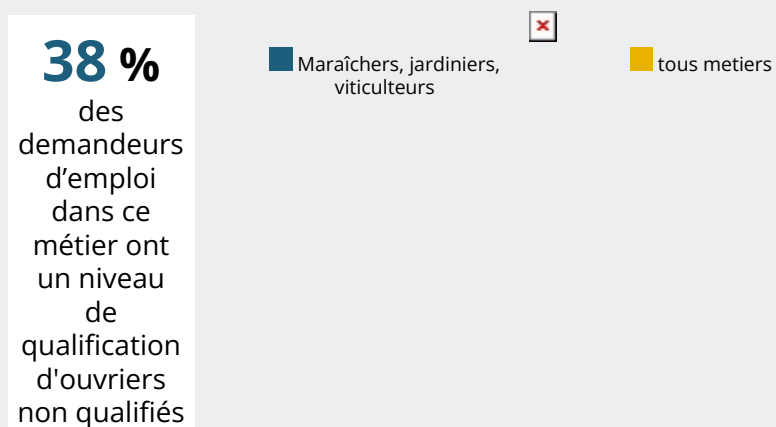 38 %
des
demandeurs
d’emploi
dans ce
métier ont
un niveau
de
qualification
d'ouvriers
non qualifiés
Maraîchers, jardiniers,
viticulteurs
tous metiers